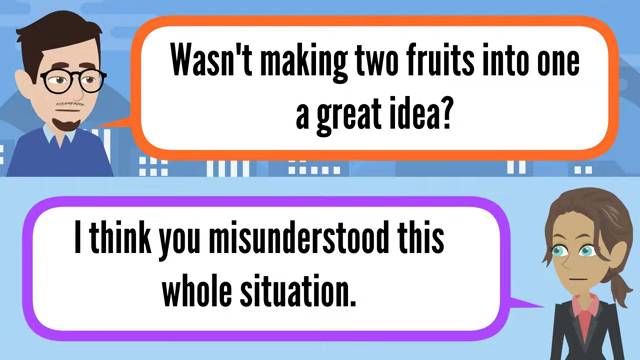 Wasn't making two fruits into one
a great idea?
I think you misunderstood this
whole situation.